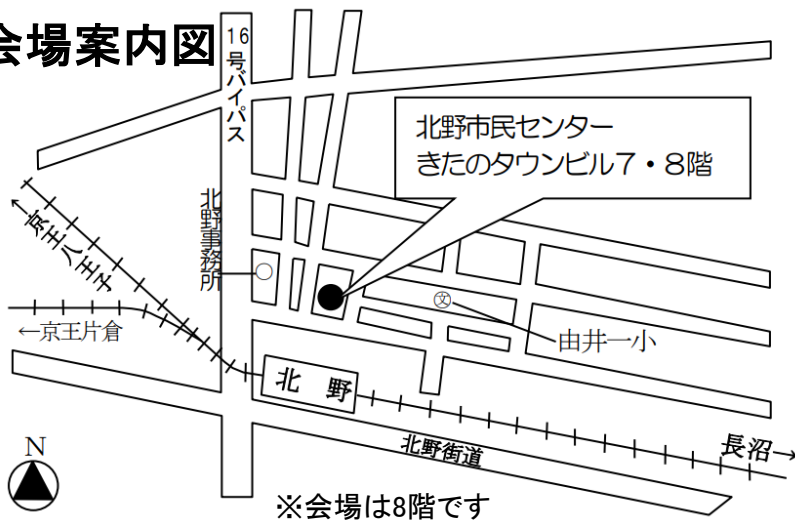 会場案内図
16号バイパス
北野市民センター
きたのタウンビル7・8階
北野事務所
←京王八王子
←京王片倉
文
由井一小
北野
北野街道
長沼→
N
※会場は8階です